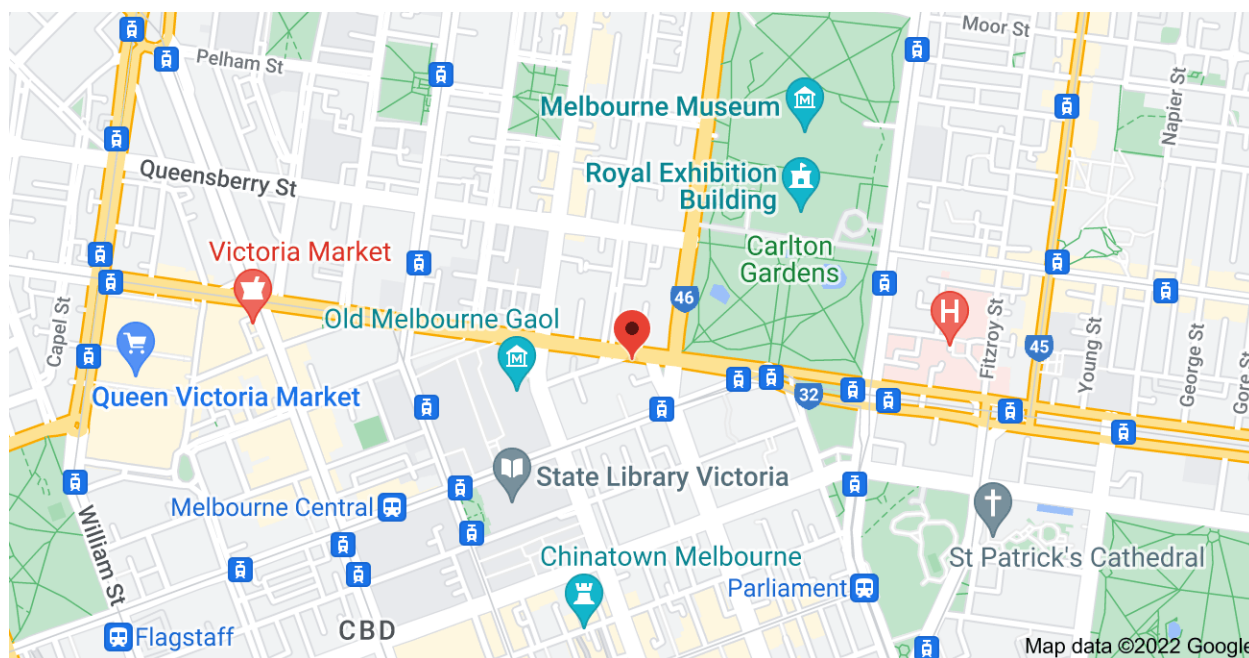 Moor St
Pelham St
Napier St
Melbourne Museum
Queensberry St
Royal Exhibition
Building
Victoria Market
Carlton
Gardens
46
H
Capel St
Old Melbourne Gaol
Fitzroy St
Young St
George St
Gore St
45
Queen Victoria Market
32
State Library Victoria
Melbourne Central
William St
Chinatown Melbourne
St Patrick's Cathedral
Parliament
Flagstaff
CBD
Map data ©2022 Google